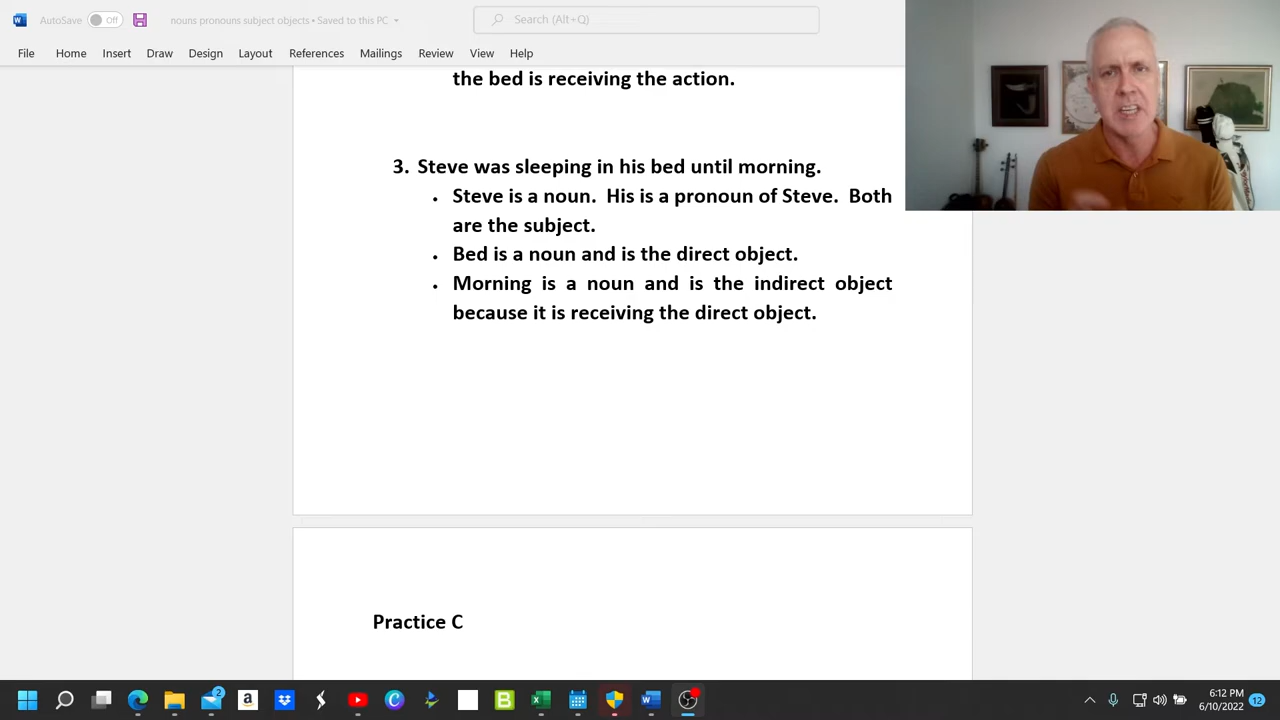 AutoSave Off nouns pronouns subject objects • Saved to this PC Search (Alt+Q)
File Home Insert Draw Design Layout References Mailings Review View Help
the bed is receiving the action.
3. Steve was sleeping in his bed until morning.
• Steve is a noun. His is a pronoun of Steve. Both
are the subject.
• Bed is a noun and is the direct object.
• Morning is a noun and is the indirect object
because it is receiving the direct object.
Practice C
2
6:12 PM
6/10/2022
12